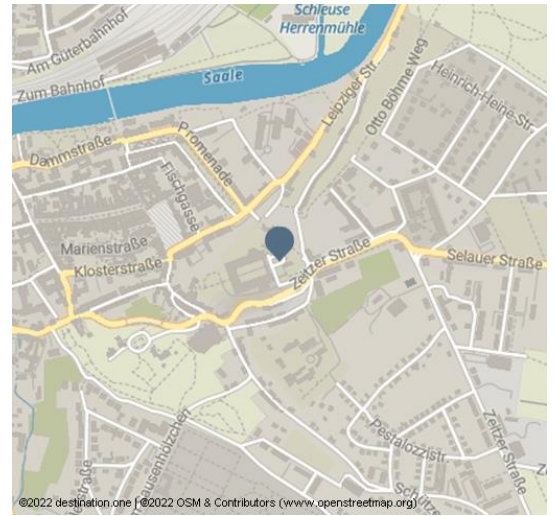 Schleuse
Herrenmühle
Am Güterbahnhof
Zum Bahnhof
Saale
Leipziger Str.
Otto Böhme Weg
Heinrich-Heine-Str.
Dammstraße
Promenade
Fischgasse
Marienstraße
Klosterstraße
Zeitzer Straße
Selauer Straße
Pestalozzistr.
Zeitzer Straße
©2022 destination.one | ©2022 OSM & Contributors (www.openstreetmap.org)